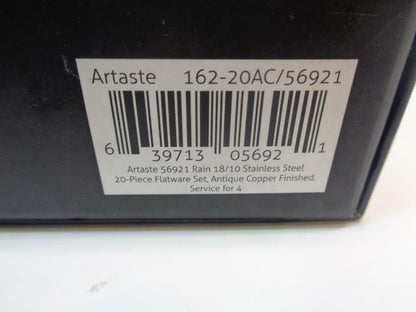 Artaste 162-20AC/56921
6 39713 05692 1
Artaste 56921 Rain 18/10 Stainless Steel
20-Piece Flatware Set, Antique Copper Finished,
Service for 4